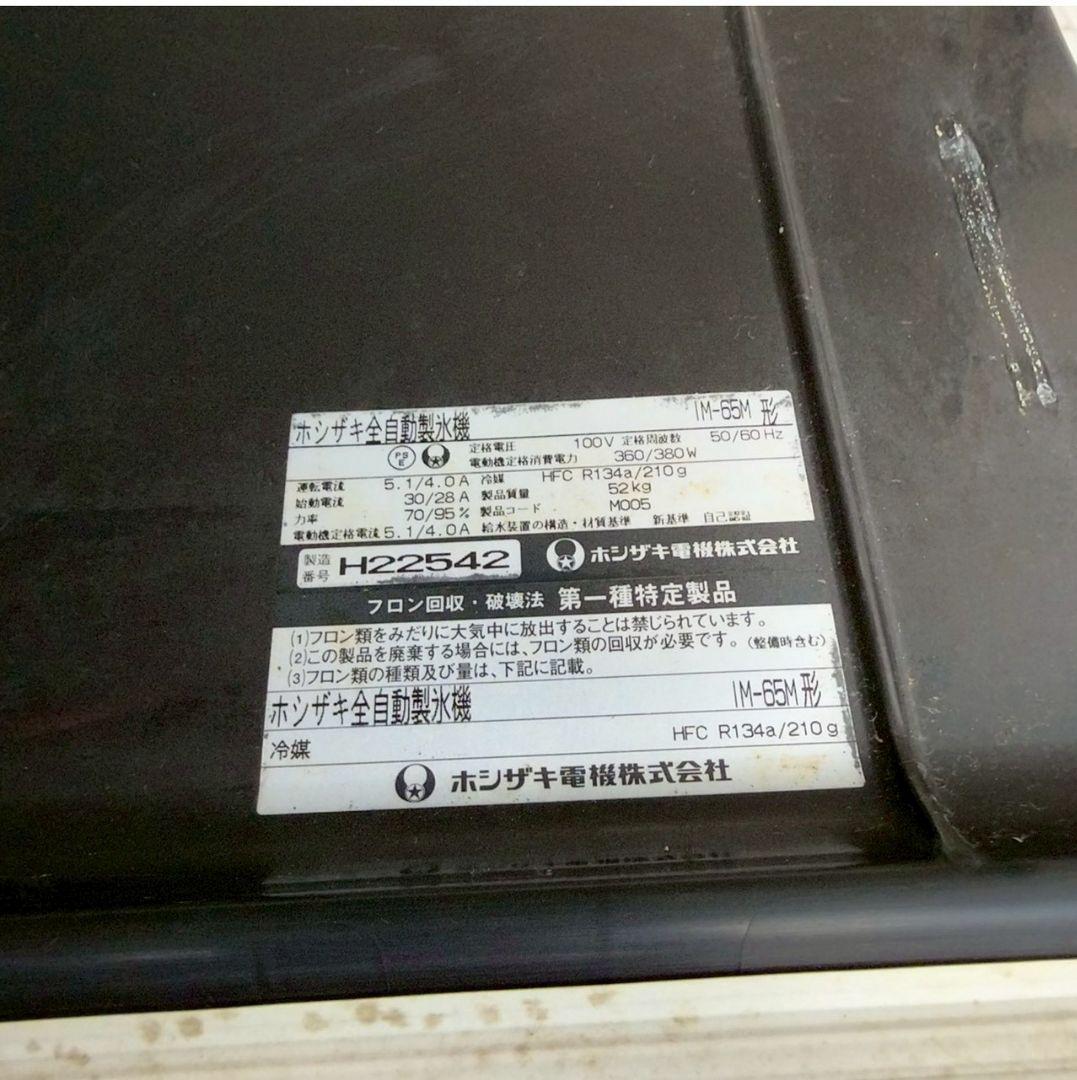 ホシザキ全自動製氷機 IM-65M 形
PSE 定格電圧 100V 定格周波数 50/60Hz
電動機定格消費電力 360/380W
運転電流 5.1/4.0A 冷媒 HFC R134a/210g
始動電流 30/28A 製品質量 52kg
力率 70/95% 製品コード M005
電動機定格電流 5.1/4.0A 給水装置の構造・材質基準 新基準 自己認証
製造番号 H22542 ホシザキ電機株式会社
フロン回収・破壊法 第一種特定製品
(1)フロン類をみだりに大気中に放出することは禁じられています。
(2)この製品を廃棄する場合には、フロン類の回収が必要です。(整備時含む)
(3)フロン類の種類及び量は、下記に記載。
ホシザキ全自動製氷機 IM-65M形
冷媒 HFC R134a/210g
ホシザキ電機株式会社